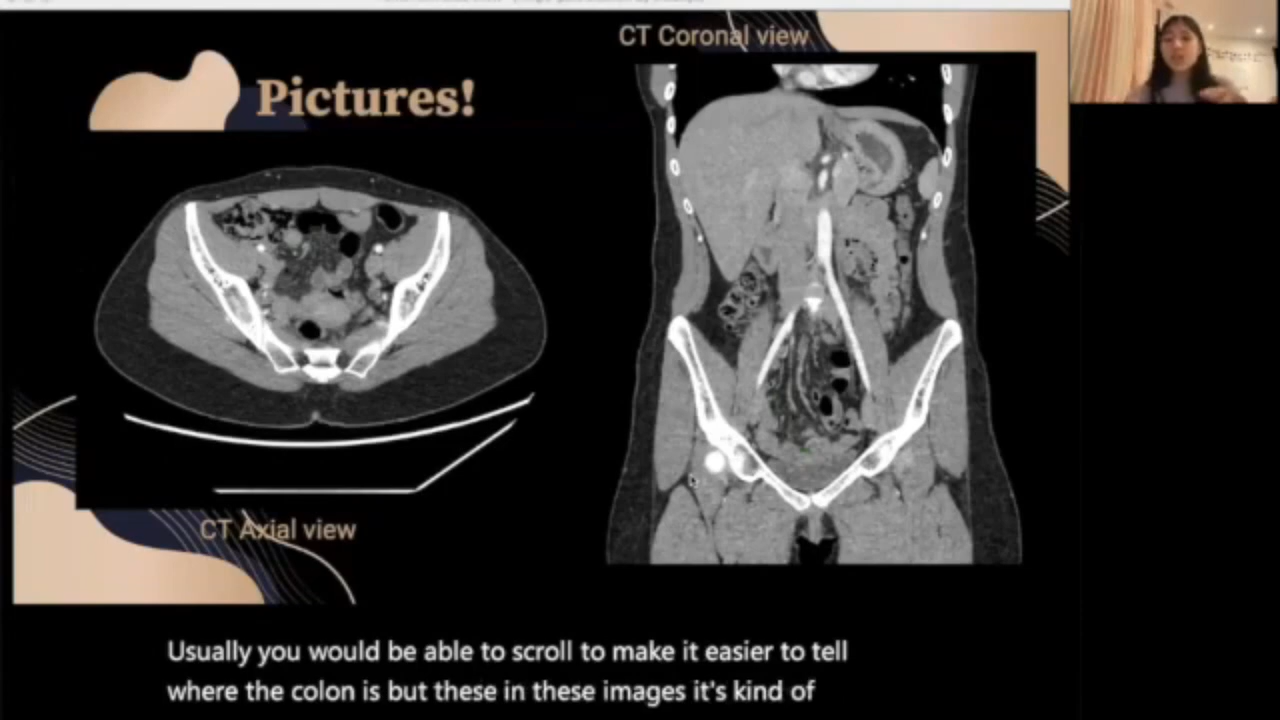 CT Coronal view
Pictures!
CT Axial view
Usually you would be able to scroll to make it easier to tell
where the colon is but these in these images it's kind of